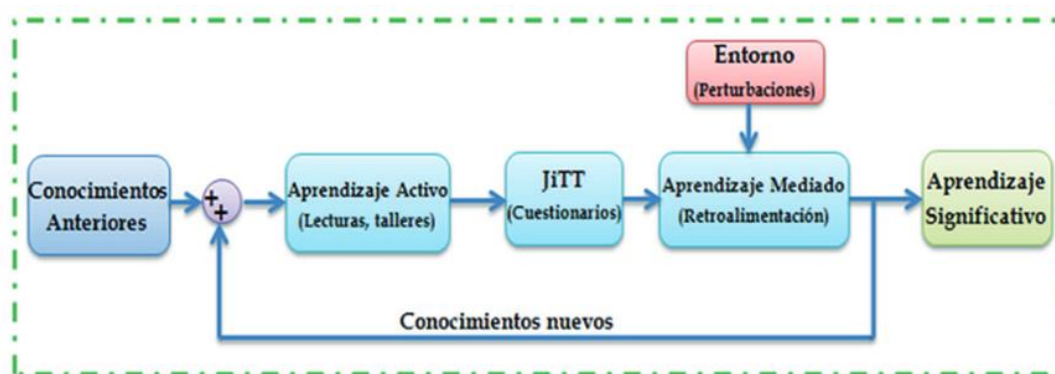 Entorno
(Perturbaciones)
Conocimientos
Anteriores
+
+
Aprendizaje Activo
(Lecturas, talleres)
JiTT
(Cuestionarios)
Aprendizaje Mediado
(Retroalimentación)
Aprendizaje
Significativo
Conocimientos nuevos